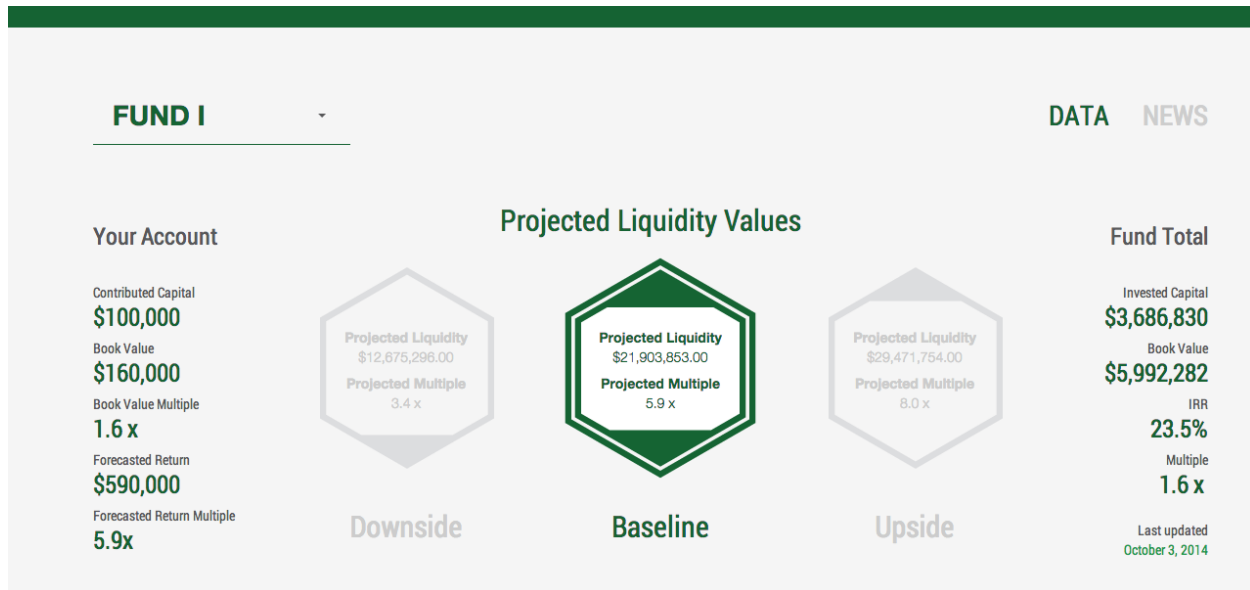 FUND I
DATA NEWS
Projected Liquidity Values
Your Account
Contributed Capital
$100,000
Book Value
$160,000
Book Value Multiple
1.6 x
Forecasted Return
$590,000
Forecasted Return Multiple
5.9x
Projected Liquidity
$12,675,296.00
Projected Multiple
3.4 x
Downside
Projected Liquidity
$21,903,853.00
Projected Multiple
5.9 x
Baseline
Projected Liquidity
$29,471,754.00
Projected Multiple
8.0 x
Upside
Fund Total
Invested Capital
$3,686,830
Book Value
$5,992,282
IRR
23.5%
Multiple
1.6 x
Last updated
October 3, 2014